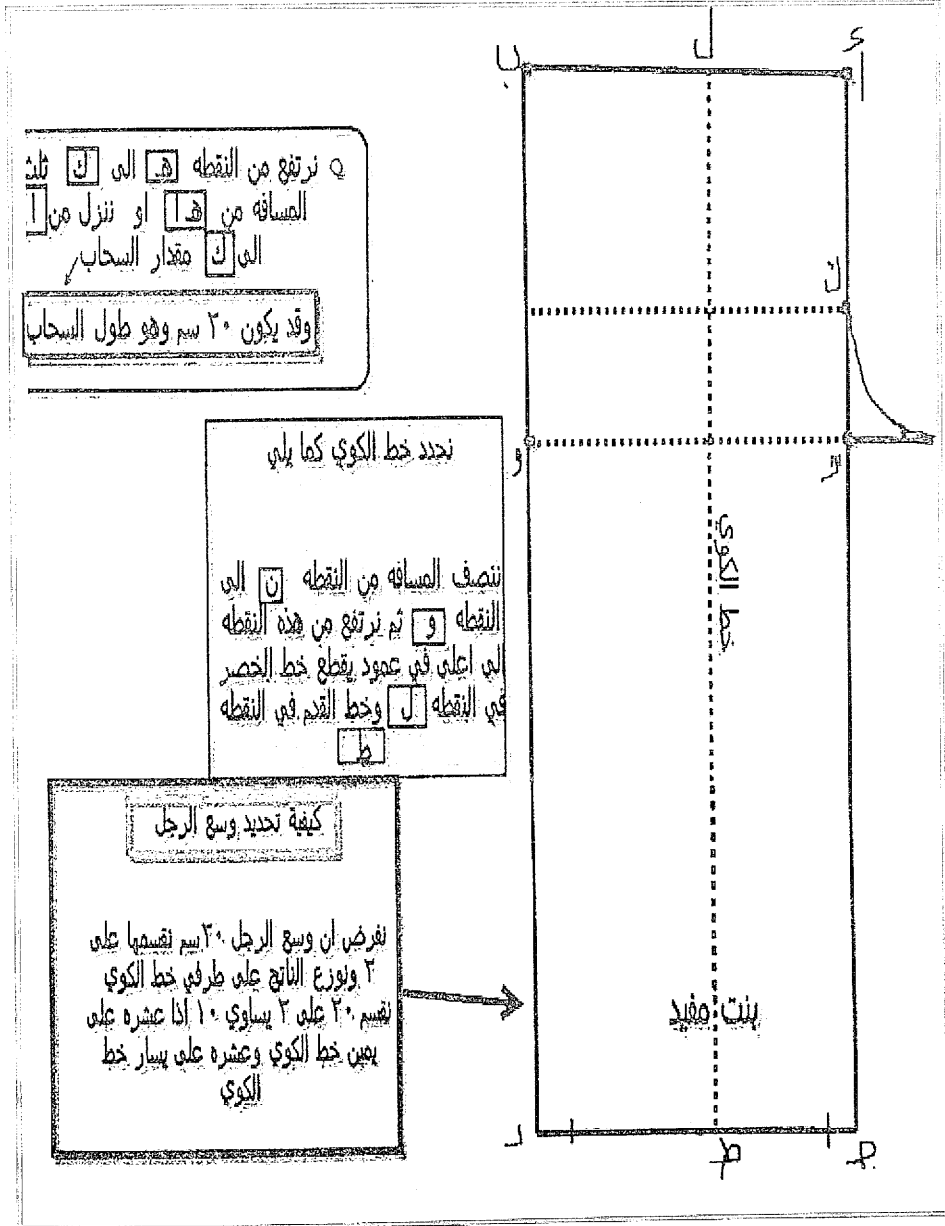 ب
ل
أ
نرتفع من النقطه هـ الى ك ثلث
المسافه من هـ ا او ننزل من ا
الى ك مقدار السحاب
وقد يكون ٢٠ سم وهو طول السحاب
ك
و
نحدد خط الكوي كما يلي
ننصف المسافه من النقطه ن الى
النقطه و ثم نرتفع من هذه النقطه
الى اعلى في عمود يقطع خط الخصر
في النقطه ل وخط القدم في النقطه
ط
خط الكوي
كيفية تحديد وسع الرجل
نفرض ان وسع الرجل ٢٠سم نقسمها على
٢ ونوزع الناتج على طرفي خط الكوي
نقسم ٢٠ على ٢ يساوي ١٠ اذا عشره على
يمين خط الكوي وعشره على يسار خط
الكوي
بنت مفيد
د
ط
جـ